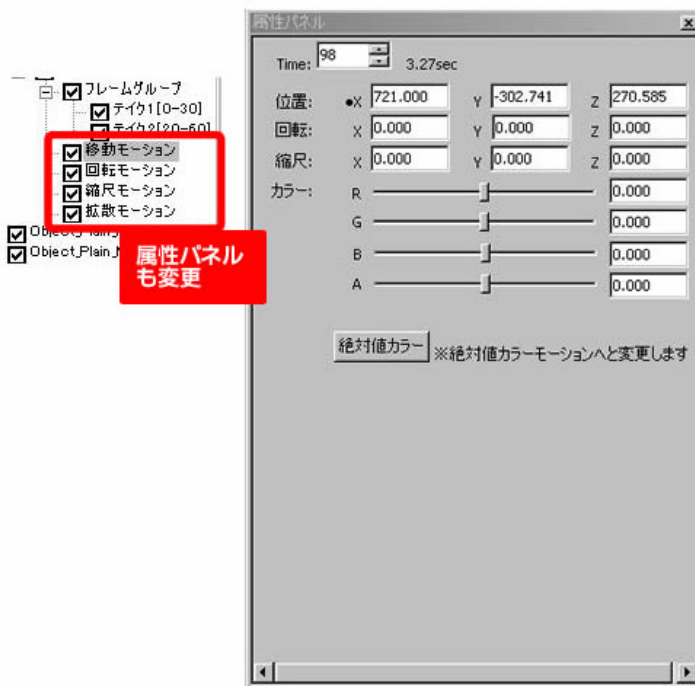 属性パネル
Time: 98 3.27sec
フレームグループ
テイク1[0-30]
テイク2[20-60]
移動モーション
回転モーション
縮尺モーション
拡散モーション
Object_Plain_
属性パネル
も変更
位置: ●X 721.000 Y -302.741 Z 270.585
回転: X 0.000 Y 0.000 Z 0.000
縮尺: X 0.000 Y 0.000 Z 0.000
カラー: R 0.000
G 0.000
B 0.000
A 0.000
絶対値カラー ※絶対値カラーモーションへと変更します